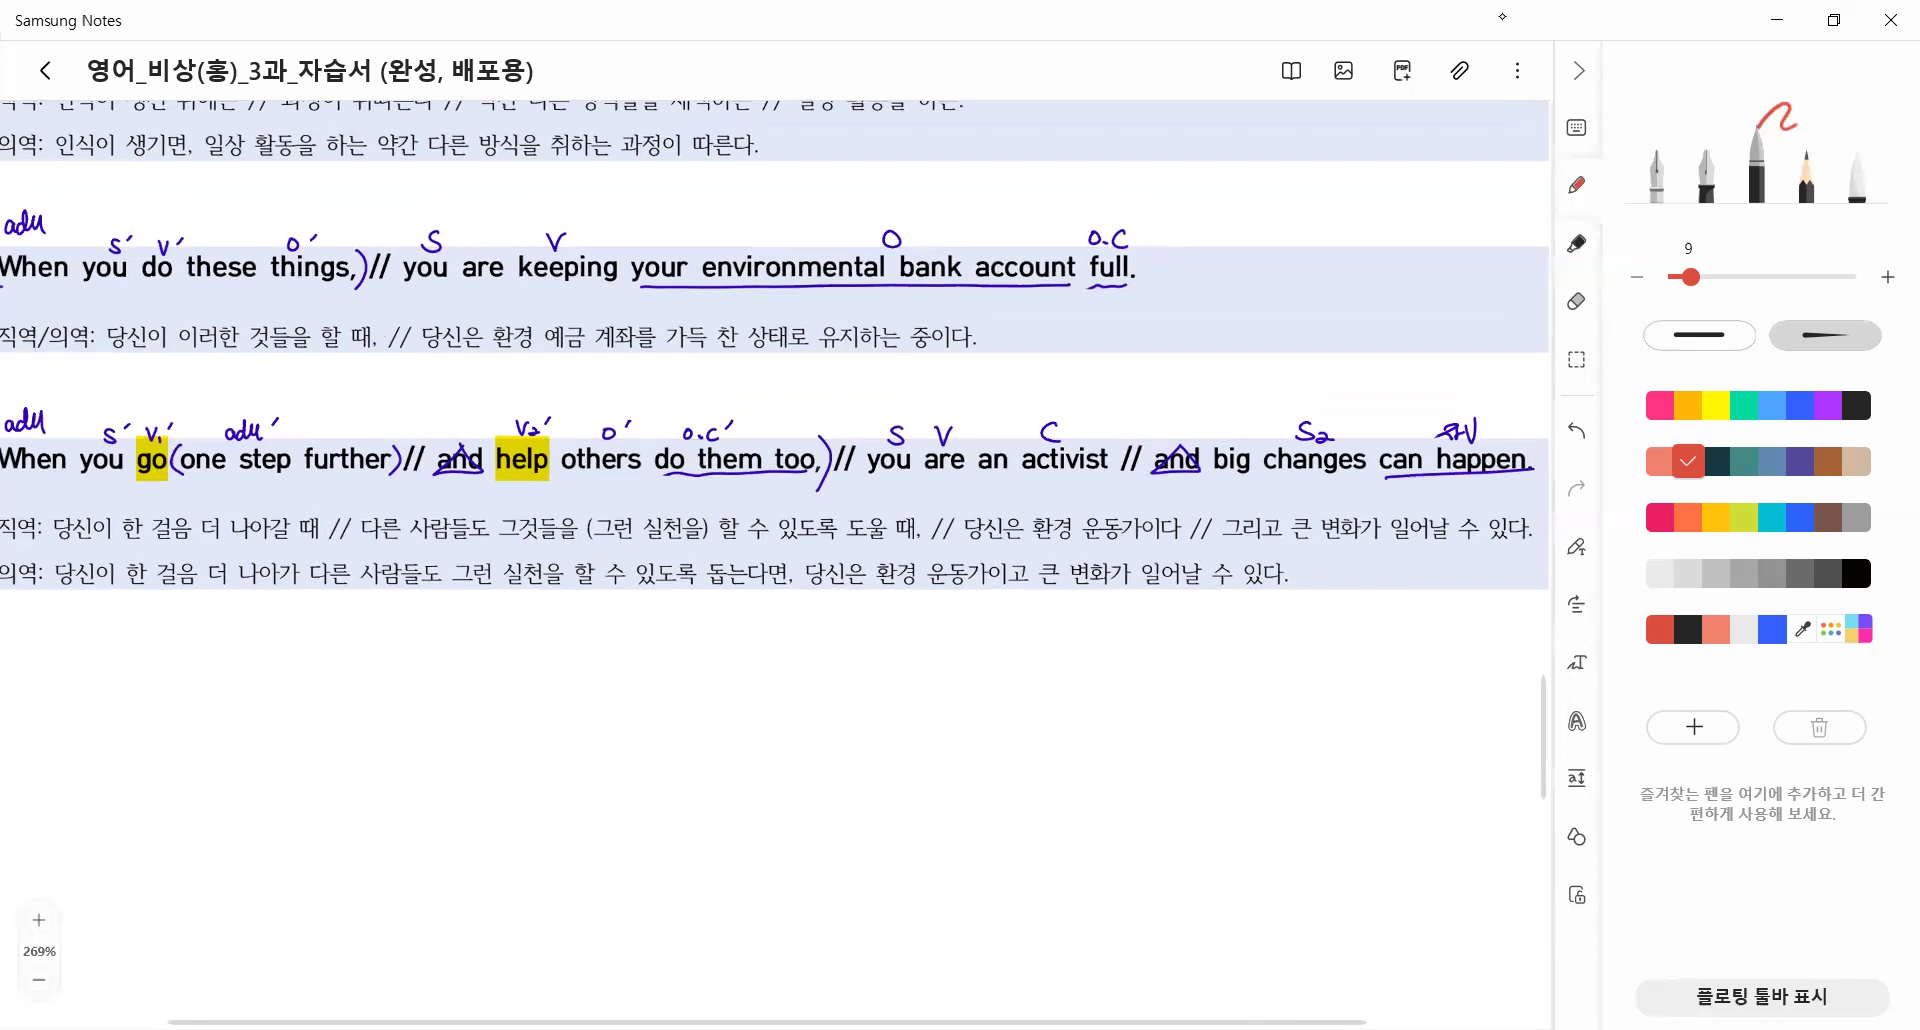 Samsung Notes
영어_비상(홍)_3과_자습서 (완성, 배포용)
의역: 인식이 생기면, 일상 활동을 하는 약간 다른 방식을 취하는 과정이 따른다.
S' V' O' S V O O.C
When you do these things,)// you are keeping your environmental bank account full.
직역/의역: 당신이 이러한 것들을 할 때, // 당신은 환경 예금 계좌를 가득 찬 상태로 유지하는 중이다.
S' V₁' V₂' O' O.C' S V C S₂
When you go(one step further)// and help others do them too,)// you are an activist // and big changes can happen.
직역: 당신이 한 걸음 더 나아갈 때 // 다른 사람들도 그것들을 (그런 실천을) 할 수 있도록 도울 때, // 당신은 환경 운동가이다 // 그리고 큰 변화가 일어날 수 있다.
의역: 당신이 한 걸음 더 나아가 다른 사람들도 그런 실천을 할 수 있도록 돕는다면, 당신은 환경 운동가이고 큰 변화가 일어날 수 있다.
269%
9
즐겨찾는 펜을 여기에 추가하고 더 간
편하게 사용해 보세요.
플로팅 툴바 표시